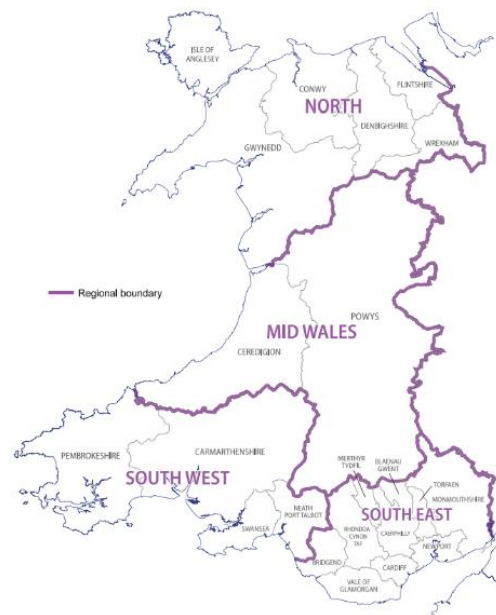 ISLE OF
ANGLESEY
CONWY
FLINTSHIRE
NORTH
DENBIGHSHIRE
GWYNEDD
WREXHAM
Regional boundary
POWYS
MID WALES
CEREDIGION
CARMARTHENSHIRE
PEMBROKESHIRE
SOUTH WEST
MERTHYR
TYDFIL
BLAENAU
GWENT
TORFAEN
MONMOUTHSHIRE
NEATH
PORT TALBOT
SWANSEA
SOUTH EAST
RHONDDA
CYNON
TAF
CAERPHILLY
NEWPORT
BRIDGEND
CARDIFF
VALE OF
GLAMORGAN